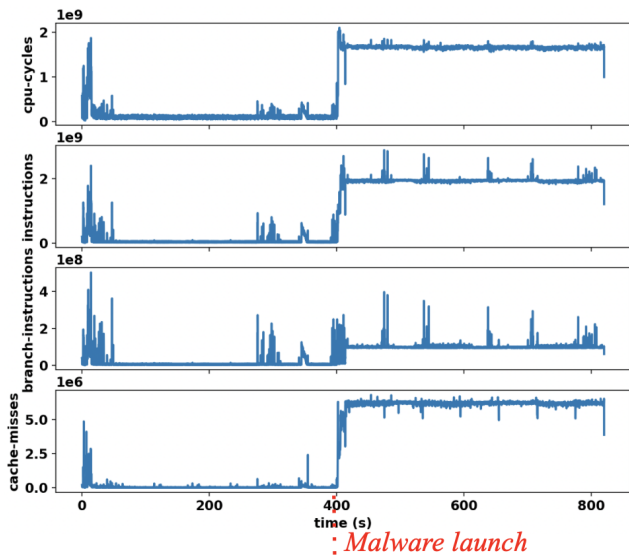 1e9
cpu-cycles
2
1
0
1e9
instructions
2
0
1e8
branch-instructions
4
2
0
1e6
cache-misses
5.0
2.5
0.0
0 200 400 600 800
time (s)
Malware launch